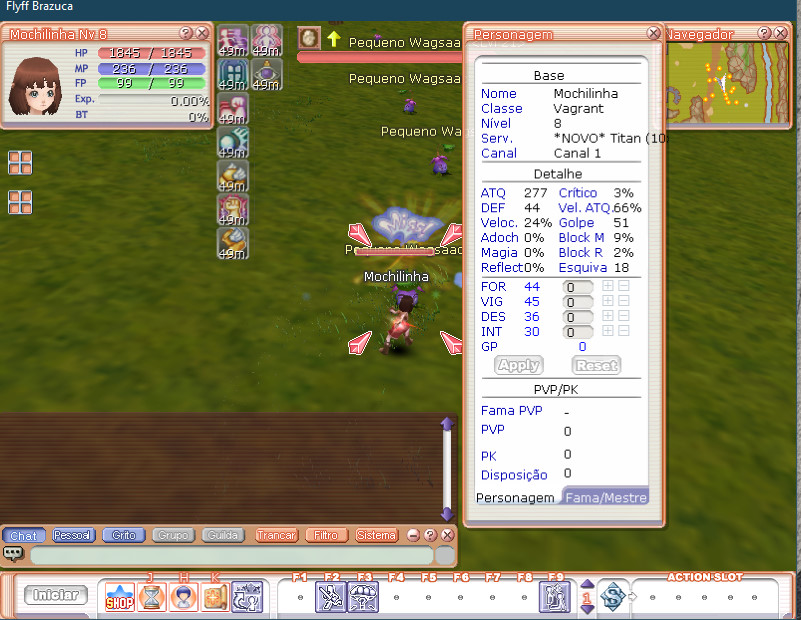 Flyff Brazuca
Mochilinha Nv 8
HP 1845 / 1845
MP 236 / 236
FP 99 / 99
Exp. 0.00%
BT 0%
49m 49m
49m 49m
49m
49m
49m
49m
49m
Pequeno Wagsaa
Pequeno Wagsaa
Pequeno Wa
Mochilinha
Personagem
Base
Nome Mochilinha
Classe Vagrant
Nível 8
Serv. *NOVO* Titan (10
Canal Canal 1
Detalhe
ATQ 277 Crítico 3%
DEF 44 Vel. ATQ. 66%
Veloc. 24% Golpe 51
Adoch 0% Block M 9%
Magia 0% Block R 2%
Reflect 0% Esquiva 18
FOR 44 0
VIG 45 0
DES 36 0
INT 30 0
GP 0
Apply Reset
PVP/PK
Fama PVP -
PVP 0
PK 0
Disposição 0
Personagem Fama/Mestre
Navegador
Chat Pessoal Grito Grupo Guilda Trancar Filtro Sistema
Iniciar
SHOP
J H K
F1 F2 F3 F4 F5 F6 F7 F8 F9
1
S
ACTION-SLOT